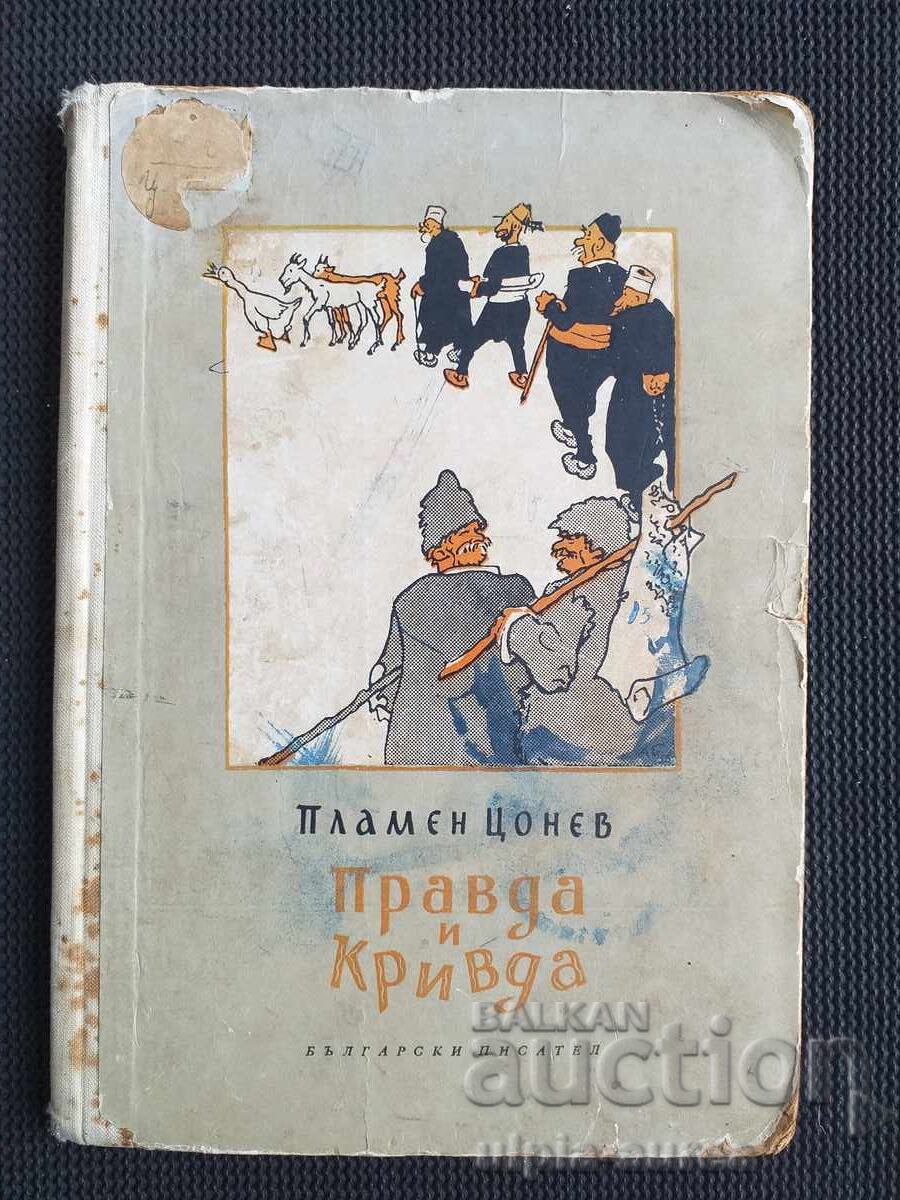 Пламен Цонев
Правда
и
Кривда
БЪЛГАРСКИ ПИСАТЕЛ
BALKAN
auction